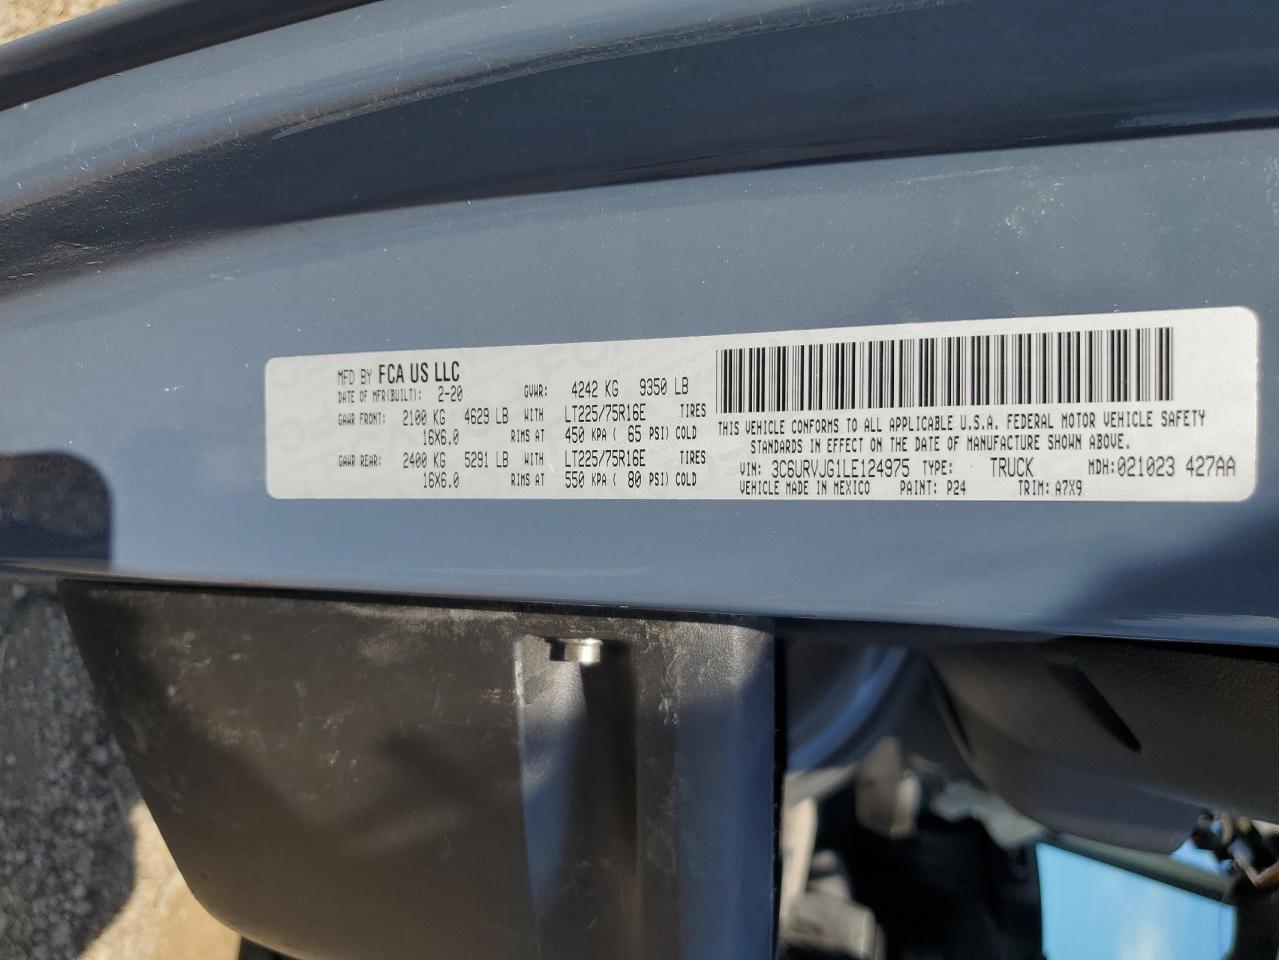 MFD BY FCA US LLC
DATE OF MFR(BUILT): 2-20 GVWR: 4242 KG 9350 LB
GAWR FRONT: 2100 KG 4629 LB WITH LT225/75R16E TIRES
16X6.0 RIMS AT 450 KPA ( 65 PSI) COLD
GAWR REAR: 2400 KG 5291 LB WITH LT225/75R16E TIRES
16X6.0 RIMS AT 550 KPA ( 80 PSI) COLD
THIS VEHICLE CONFORMS TO ALL APPLICABLE U.S.A. FEDERAL MOTOR VEHICLE SAFETY
STANDARDS IN EFFECT ON THE DATE OF MANUFACTURE SHOWN ABOVE.
VIN: 3C6URVJG1LE124975 TYPE: TRUCK MDH:021023 427AA
VEHICLE MADE IN MEXICO PAINT: P24 TRIM: A7X9